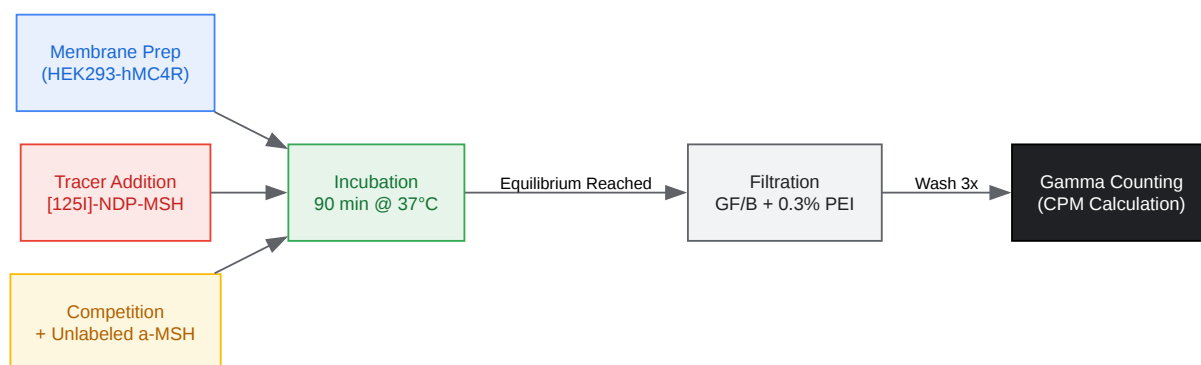 Membrane Prep
(HEK293-hMC4R)
Tracer Addition
[125I]-NDP-MSH
Competition
+ Unlabeled a-MSH
Incubation
90 min @ 37°C
Equilibrium Reached
Filtration
GF/B + 0.3% PEI
Wash 3x
Gamma Counting
(CPM Calculation)